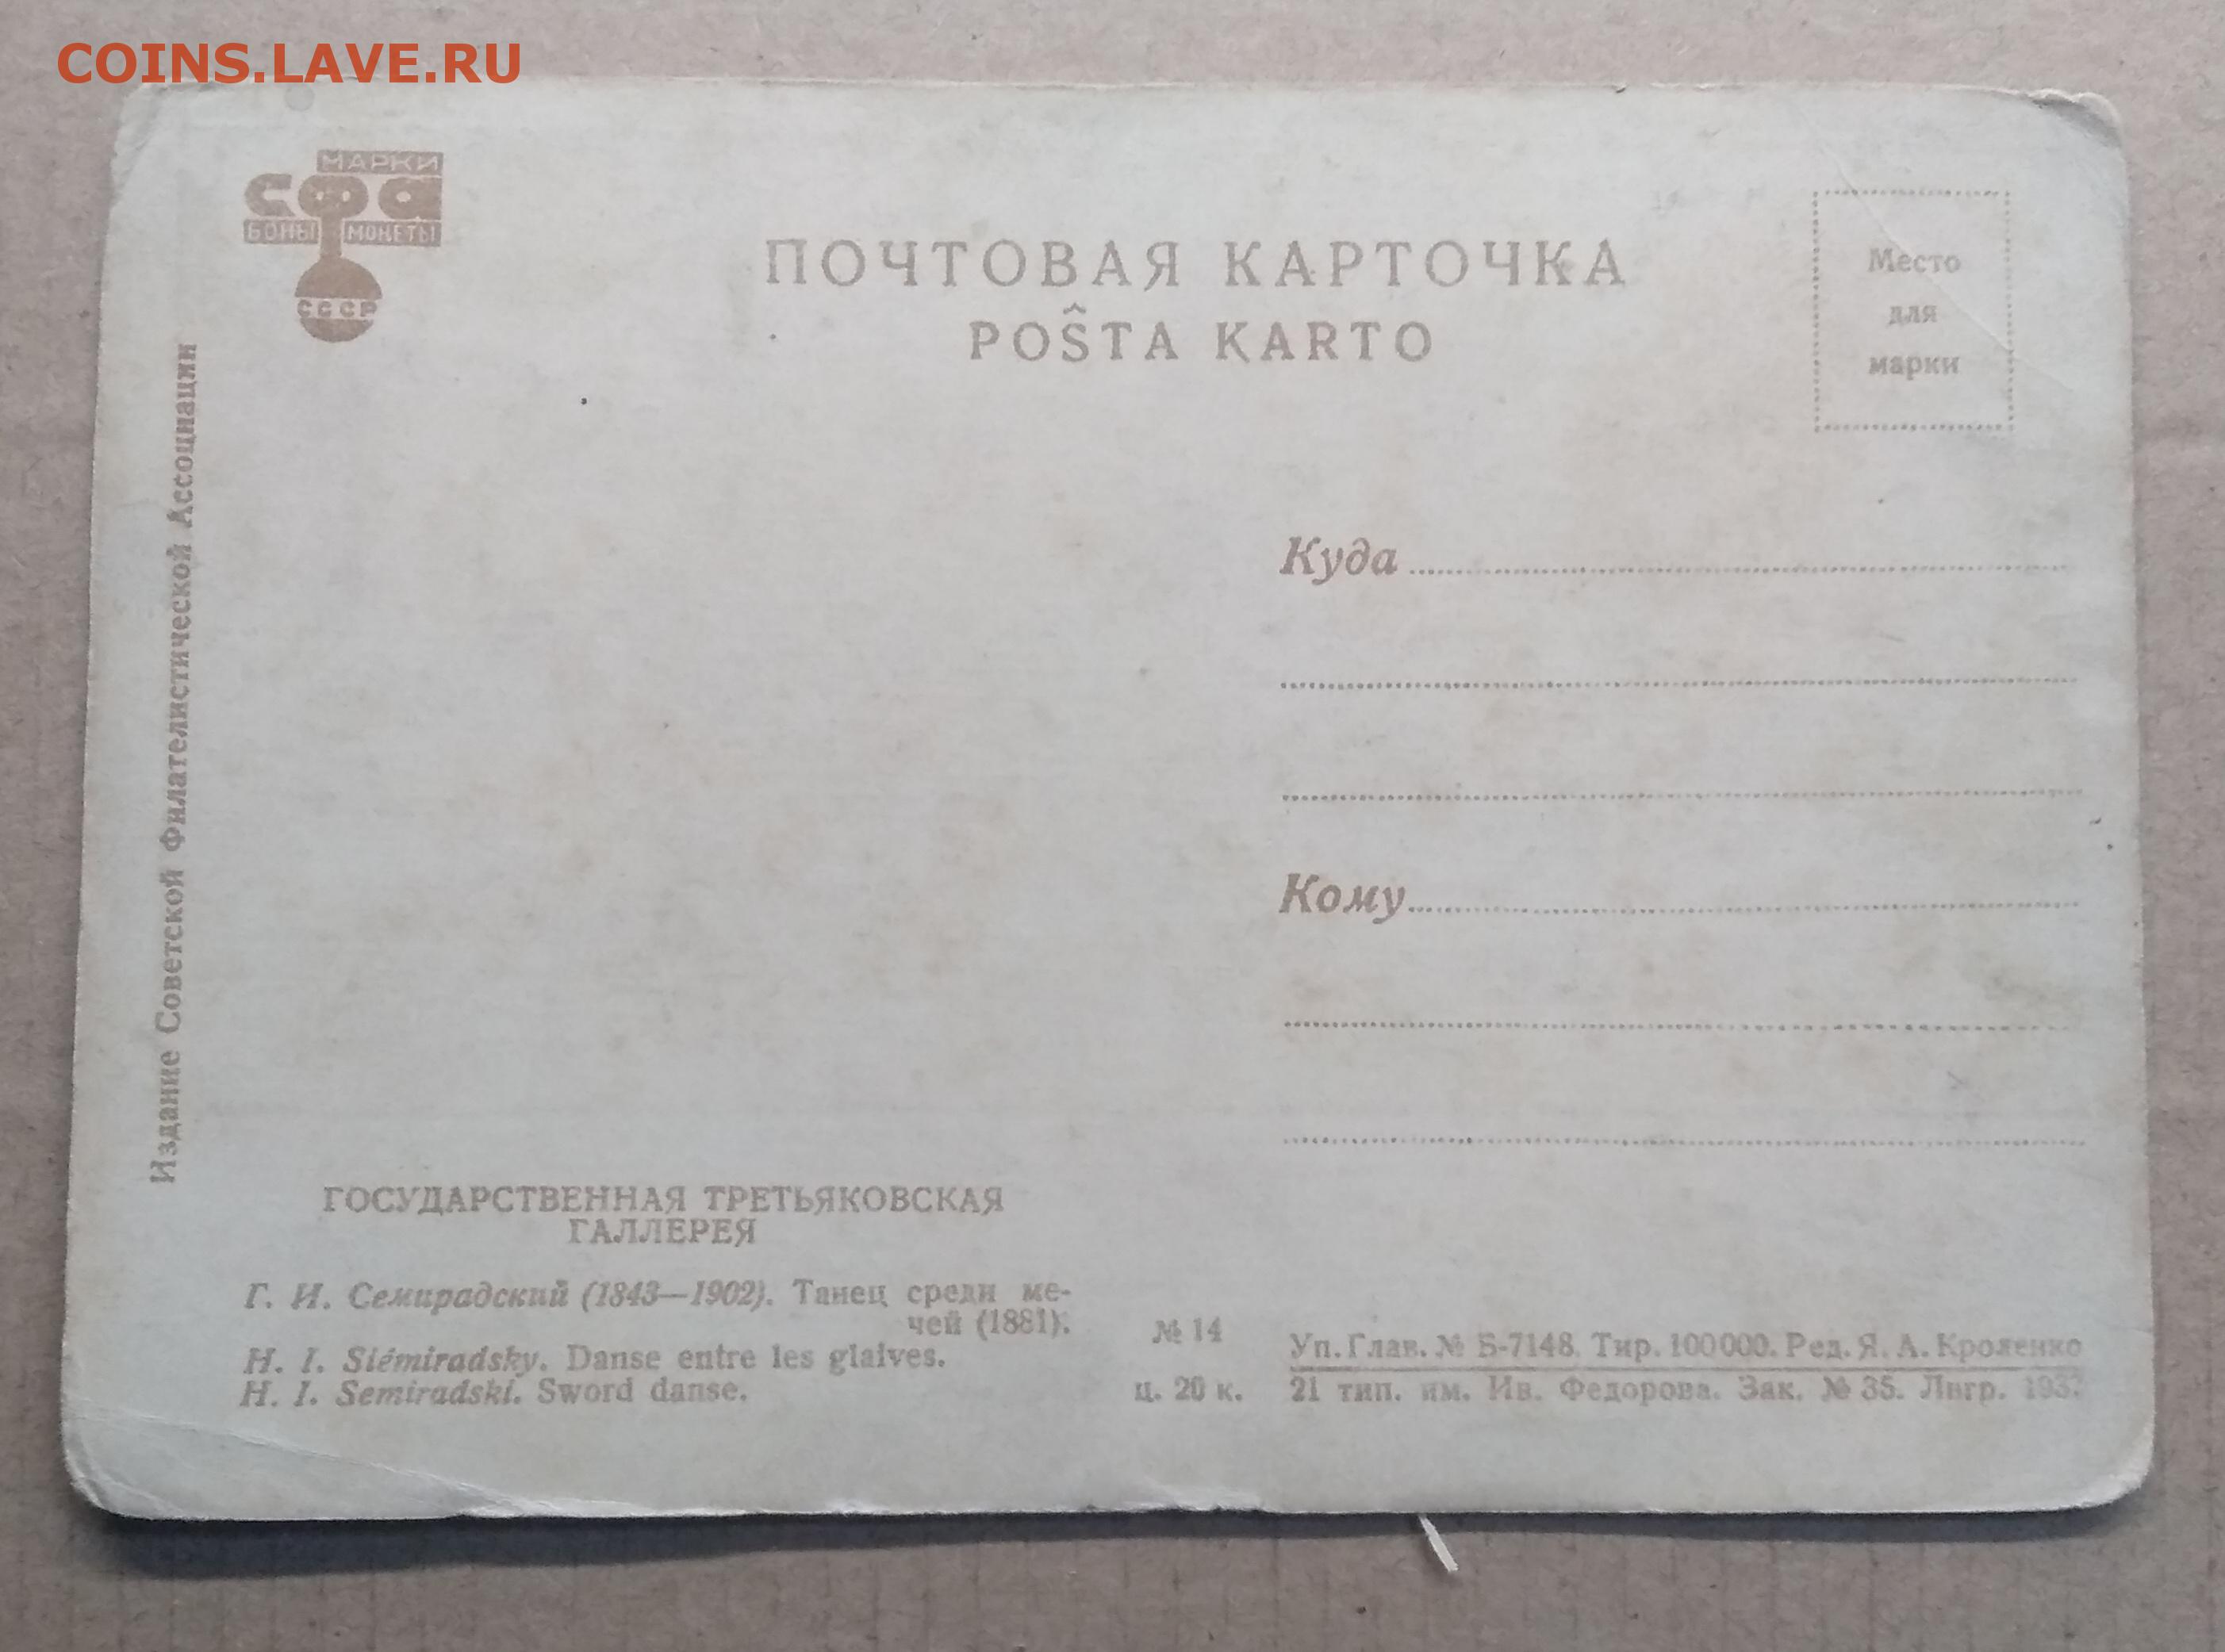 COINS.LAVE.RU
МАРКИ
СФА
БОНЫ МОНЕТЫ
СССР
ПОЧТОВАЯ КАРТОЧКА
POŜTA KARTO
Место
для
марки
Издание Советской Филателистической Ассоциации
Куда
Кому
ГОСУДАРСТВЕННАЯ ТРЕТЬЯКОВСКАЯ
ГАЛЛЕРЕЯ
Г. И. Семирадский (1843—1902). Танец среди ме-
чей (1881).
H. I. Siémiradsky. Danse entre les glaives.
H. I. Semiradski. Sword danse.
№ 14
ц. 20 к.
Уп. Глав. № Б-7148. Тир. 100000. Ред. Я. А. Кроленко
21 тип. им. Ив. Федорова. Зак. № 35. Лнгр.